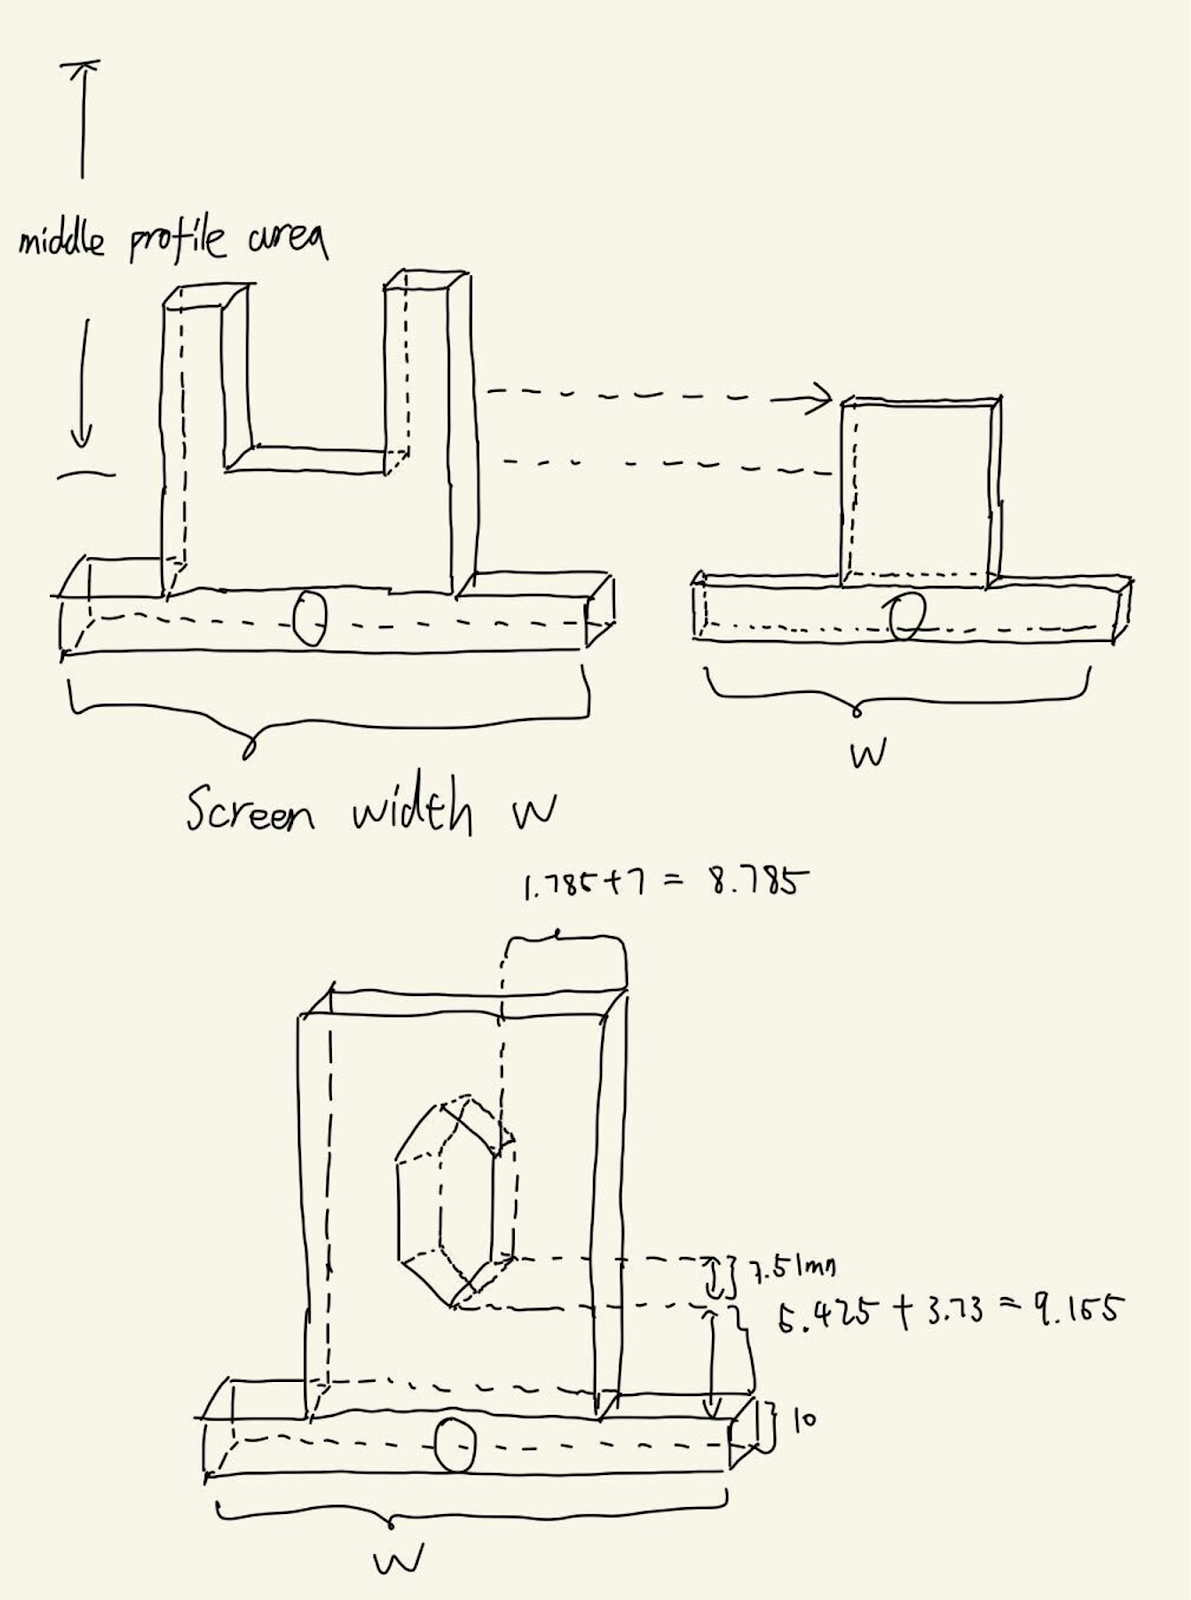 middle profile area
Screen width W
W
1.785+7 = 8.785
7.51mm
5.425 + 3.73 = 9.155
10
W